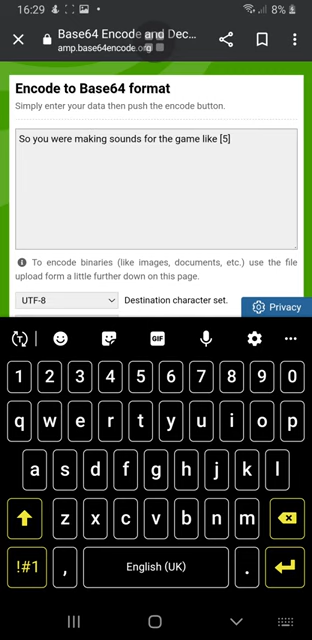 16:29
8%
Base64 Encode and Dec...
amp.base64encode.org
Encode to Base64 format
Simply enter your data then push the encode button.
So you were making sounds for the game like [5]
To encode binaries (like images, documents, etc.) use the file
upload form a little further down on this page.
UTF-8 Destination character set.
Privacy
GIF
1 2 3 4 5 6 7 8 9 0
q w e r t y u i o p
a s d f g h j k l
z x c v b n m
!#1 , English (UK) .